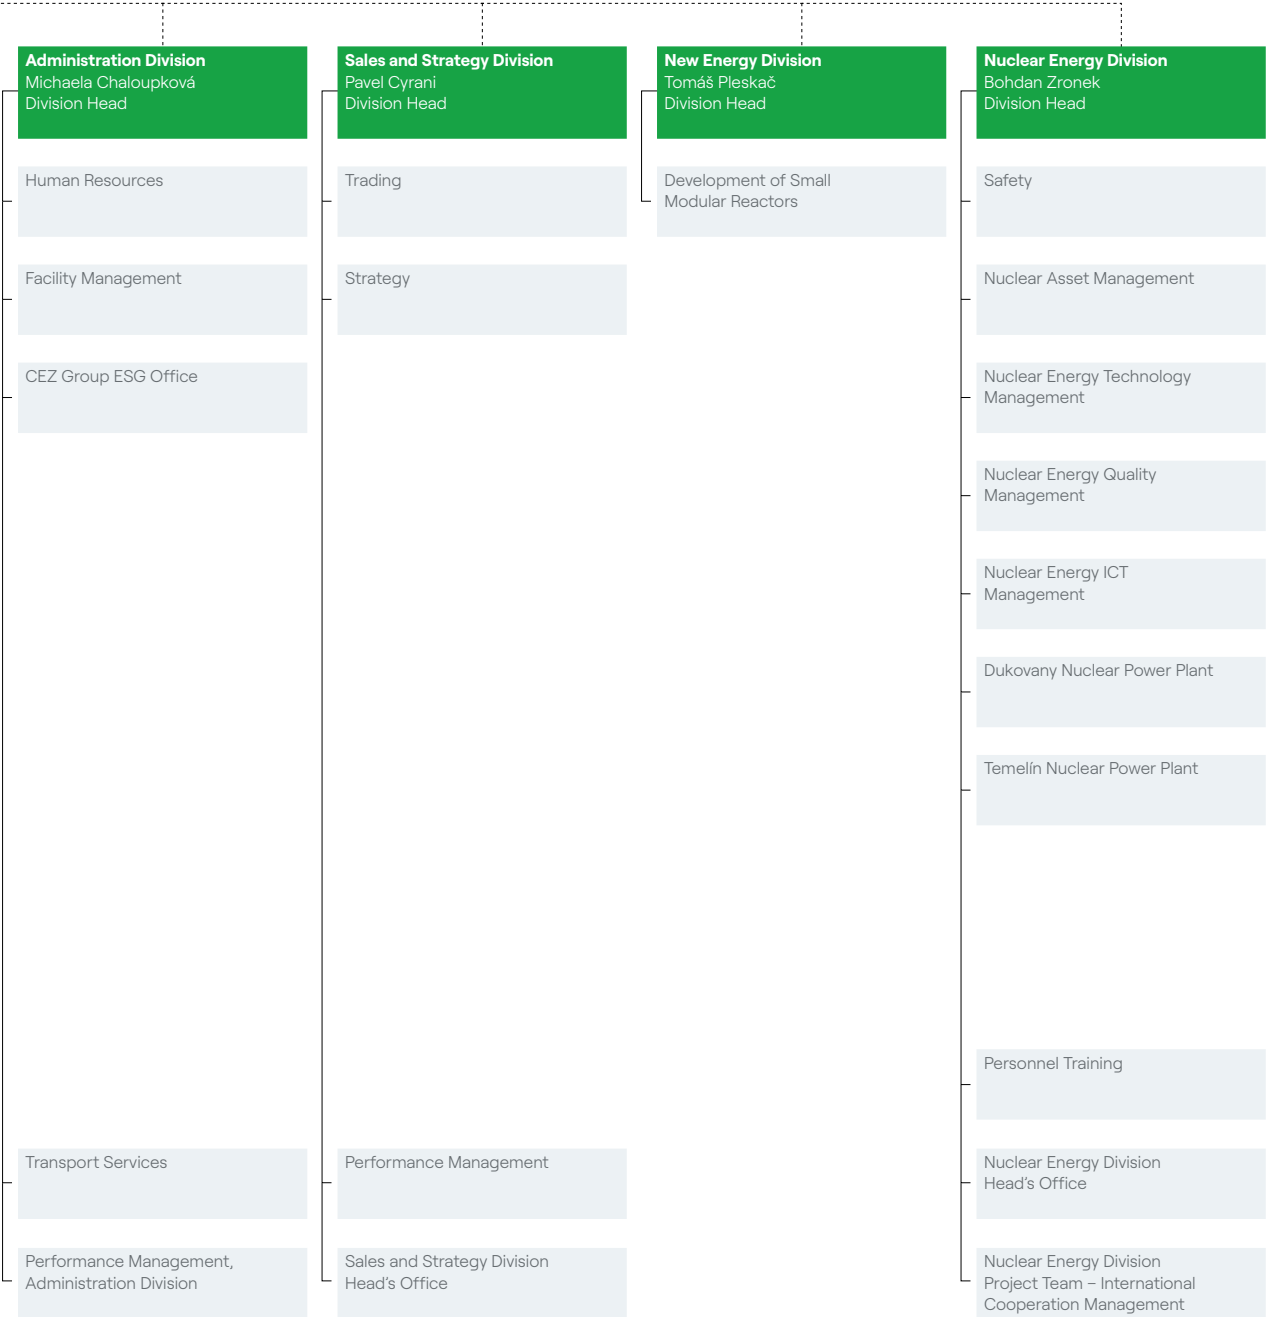 Administration Division
Michaela Chaloupková
Division Head
Human Resources
Facility Management
CEZ Group ESG Office
Transport Services
Performance Management,
Administration Division
Sales and Strategy Division
Pavel Cyrani
Division Head
Trading
Strategy
Performance Management
Sales and Strategy Division
Head’s Office
New Energy Division
Tomáš Pleskač
Division Head
Development of Small
Modular Reactors
Nuclear Energy Division
Bohdan Zronek
Division Head
Safety
Nuclear Asset Management
Nuclear Energy Technology
Management
Nuclear Energy Quality
Management
Nuclear Energy ICT
Management
Dukovany Nuclear Power Plant
Temelín Nuclear Power Plant
Personnel Training
Nuclear Energy Division
Head’s Office
Nuclear Energy Division
Project Team – International
Cooperation Management